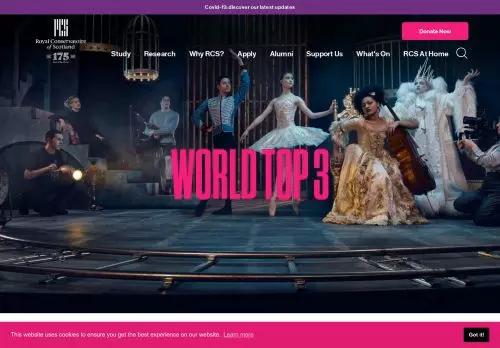 Covid-19: discover our latest updates
Royal Conservatoire
of Scotland
175
Donate Now
Study Research Why RCS? Apply Alumni Support Us What's On RCS At Home
WORLD TOP 3
This website uses cookies to ensure you get the best experience on our website. Learn more
Got it!